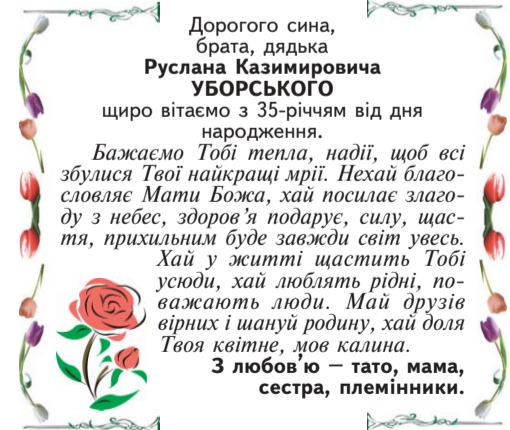 Дорогого сина,
брата, дядька
Руслана Казимировича
УБОРСЬКОГО
щиро вітаємо з 35-річчям від дня
народження.
Бажаємо Тобі тепла, надії, щоб всі
збулися Твої найкращі мрії. Нехай благо-
словляє Мати Божа, хай посилає злаго-
ду з небес, здоров’я подарує, силу, щас-
тя, прихильним буде завжди світ увесь.
Хай у житті щастить Тобі
усюди, хай люблять рідні, по-
важають люди. Май друзів
вірних і шануй родину, хай доля
Твоя квітне, мов калина.
З любов’ю — тато, мама,
сестра, племінники.